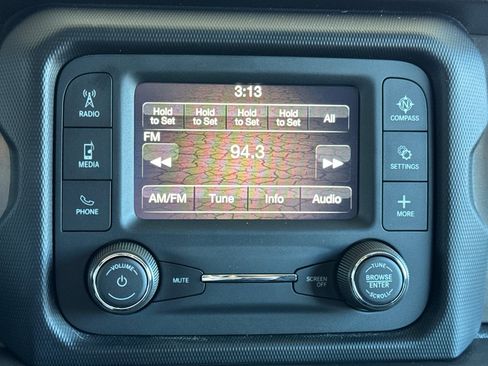 3:13
Hold to Set Hold to Set Hold to Set Hold to Set All
FM
94.3
AM/FM Tune Info Audio
RADIO
MEDIA
PHONE
COMPASS
SETTINGS
MORE
VOLUME
MUTE
SCREEN OFF
TUNE
BROWSE
ENTER
SCROLL